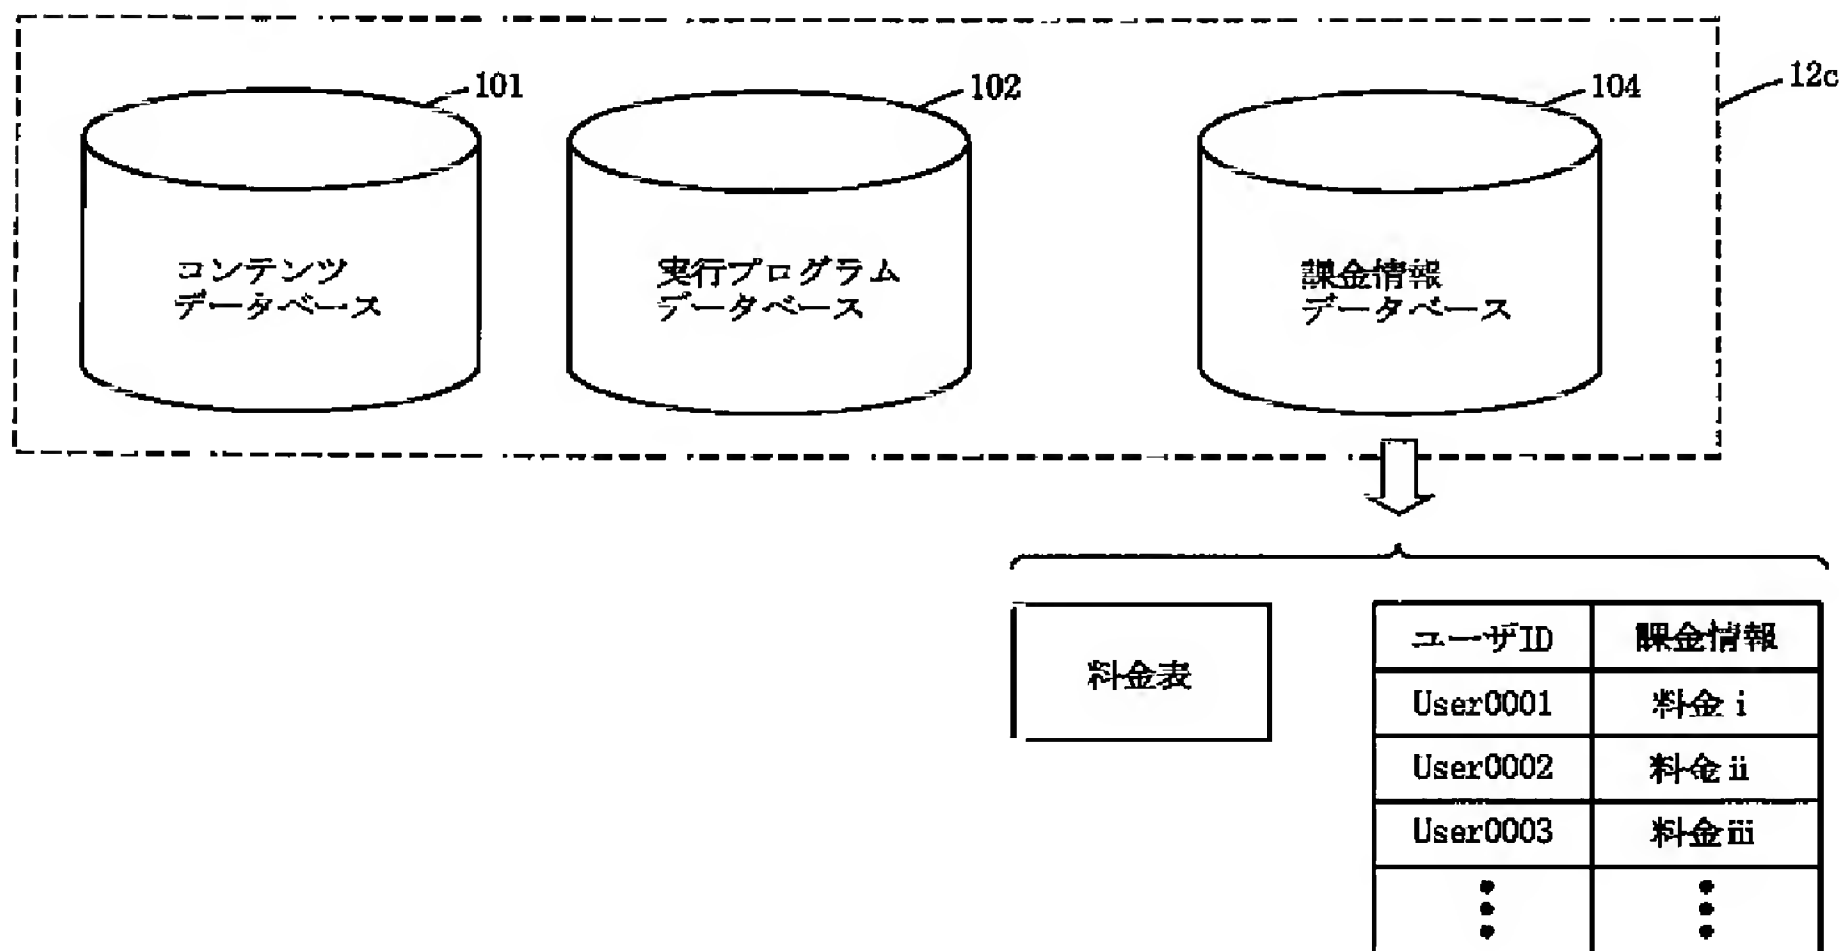 101
102
104
12c
コンテンツ
データベース
実行プログラム
データベース
課金情報
データベース
料金表
ユーザID 課金情報
User0001 料金 i
User0002 料金 ii
User0003 料金 iii